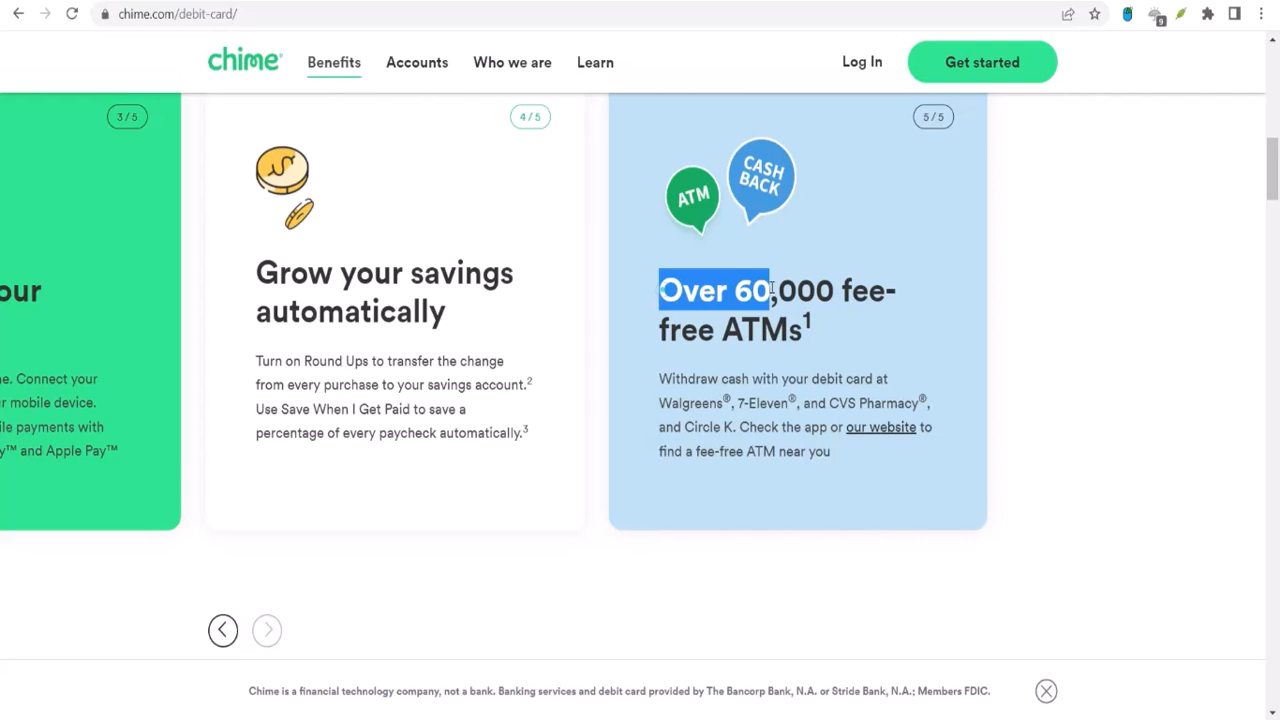 chime.com/debit-card/
9
chime®
Benefits
Accounts
Who we are
Learn
Log In
Get started
3 / 5
our
ne. Connect your
r mobile device.
ile payments with
y™ and Apple Pay™
4 / 5
Grow your savings
automatically
Turn on Round Ups to transfer the change
from every purchase to your savings account.²
Use Save When I Get Paid to save a
percentage of every paycheck automatically.³
5 / 5
ATM
CASH
BACK
Over 60,000 fee-
free ATMs¹
Withdraw cash with your debit card at
Walgreens®, 7-Eleven®, and CVS Pharmacy®,
and Circle K. Check the app or our website to
find a fee-free ATM near you
Chime is a financial technology company, not a bank. Banking services and debit card provided by The Bancorp Bank, N.A. or Stride Bank, N.A.; Members FDIC.